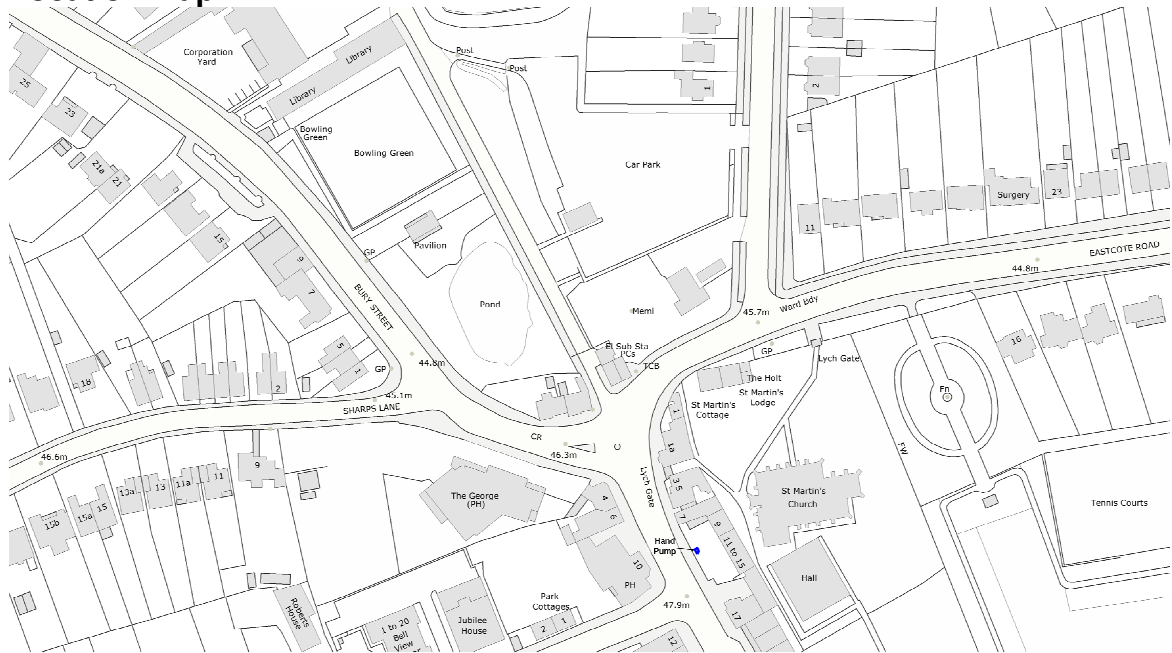 Post
Post
Corporation
Yard
Library
Library
25
23
21a
21
15
Bowling
Green
Bowling Green
1
2
Car Park
Surgery
23
11
EASTCOTE ROAD
44.8m
GP
Pavilion
9
7
BURY STREET
Pond
Memi
Ward Bdy
45.7m
El Sub Sta
PCs
TCB
GP
Lych Gate
16
5
1
GP
44.8m
45.1m
18
2
SHARPS LANE
The Holt
St Martin's
Lodge
St Martin's
Cottage
Fn
1
1a
CR
46.3m
46.6m
FW
9
11
11a
13
13a
15
15a
15b
The George
(PH)
Lych Gate
3 5
7
9
11 to 15
4
6
10
PH
St Martin's
Church
Tennis Courts
Hand
Pump
Hall
47.9m
17
12
Roberts
House
1 to 20
Bell
View
Jubilee
House
Park
Cottages
2
1